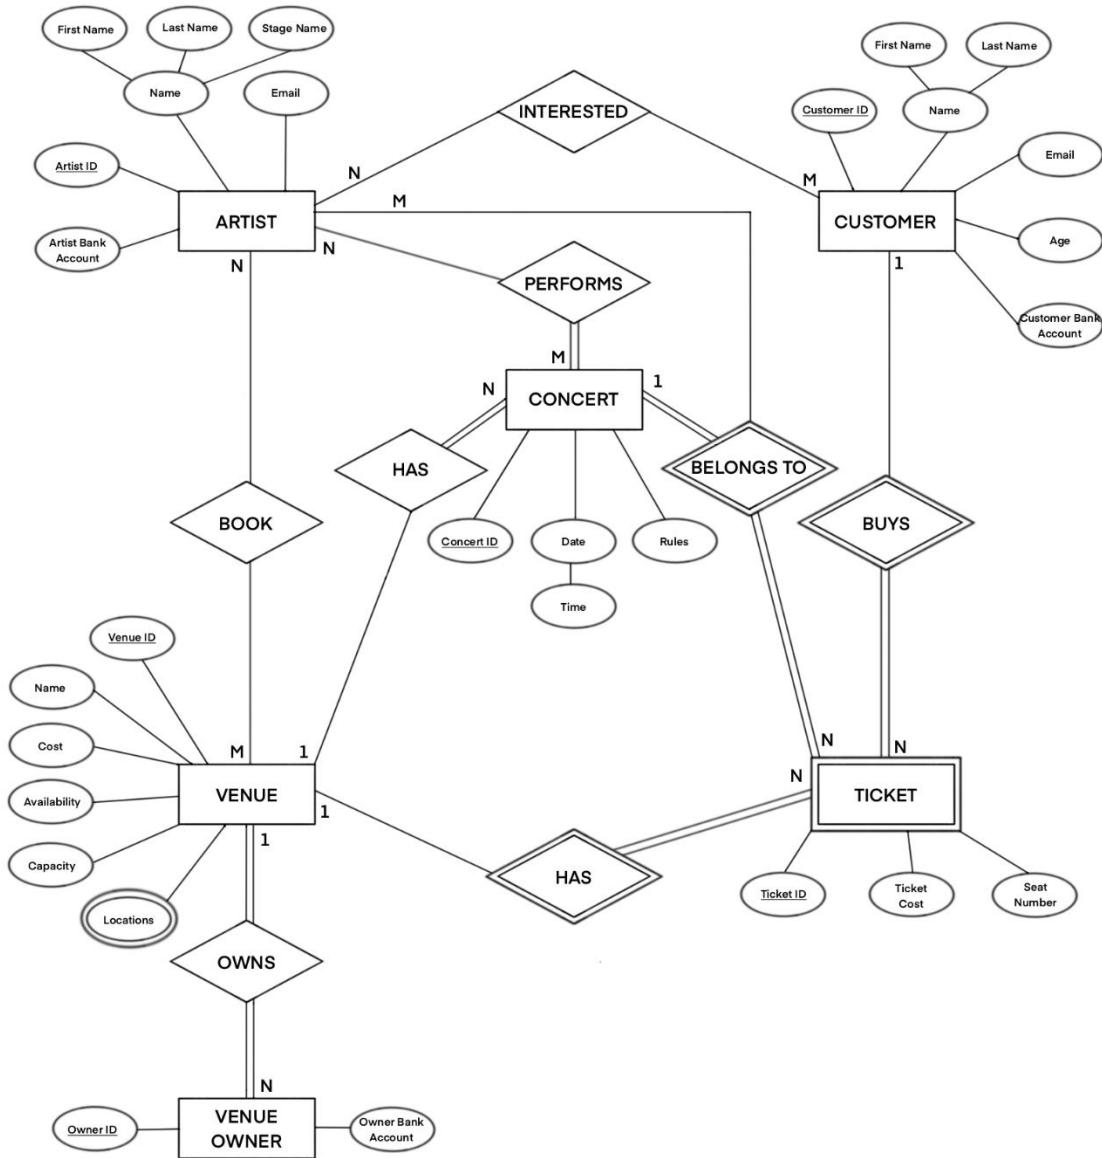 First Name
Last Name
Stage Name
First Name
Last Name
Name
Email
INTERESTED
Customer ID
Name
Artist ID
N
M
Email
ARTIST
M
CUSTOMER
Artist Bank
Account
N
N
1
Age
PERFORMS
Customer Bank
Account
M
N
1
CONCERT
HAS
BELONGS TO
BOOK
Concert ID
Date
Rules
BUYS
Time
Venue ID
Name
Cost
M
1
N
N
N
VENUE
1
TICKET
Availability
1
Capacity
HAS
Ticket ID
Ticket
Cost
Seat
Number
Locations
OWNS
N
Owner ID
VENUE
OWNER
Owner Bank
Account